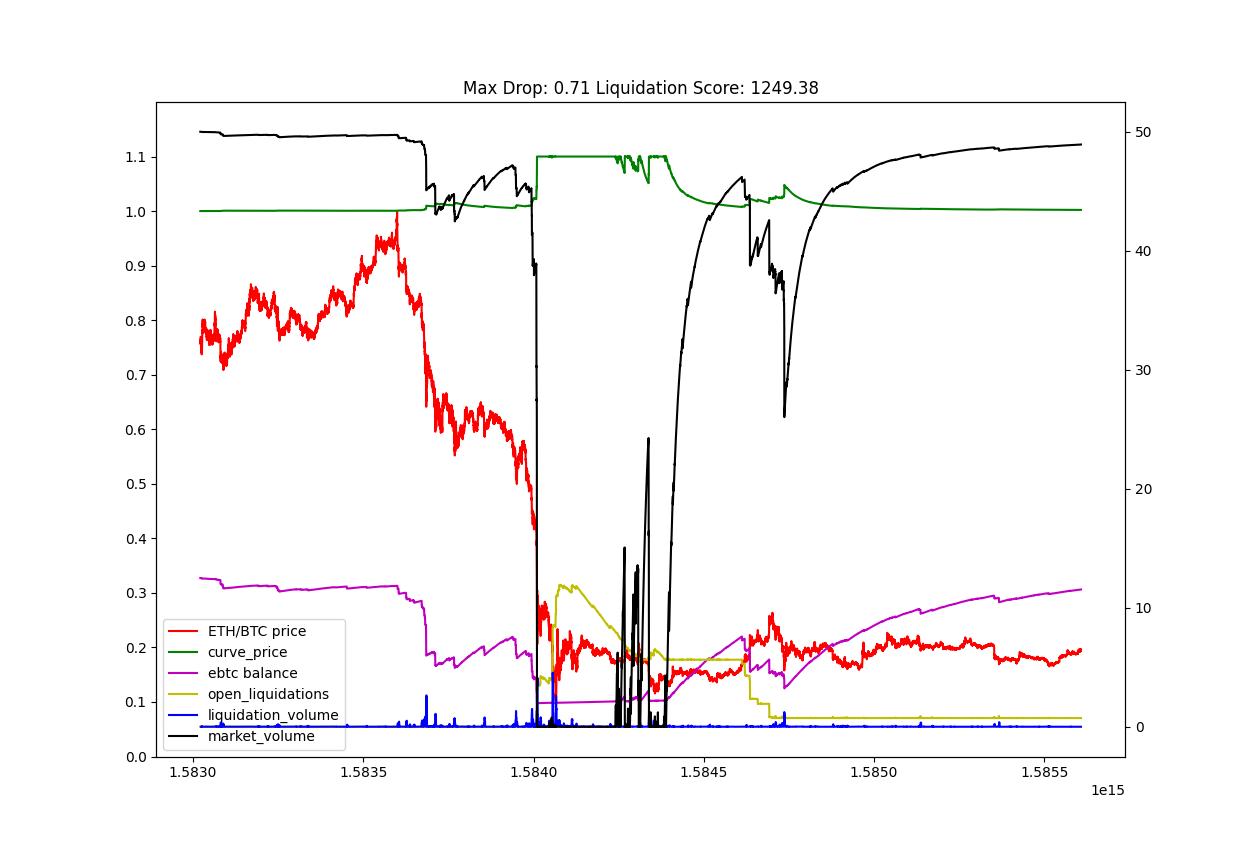 Max Drop: 0.71 Liquidation Score: 1249.38
1.1
1.0
0.9
0.8
0.7
0.6
0.5
0.4
0.3
0.2
0.1
0.0
50
40
30
20
10
0
ETH/BTC price
curve_price
ebtc balance
open_liquidations
liquidation_volume
market_volume
1.5830 1.5835 1.5840 1.5845 1.5850 1.5855
1e15